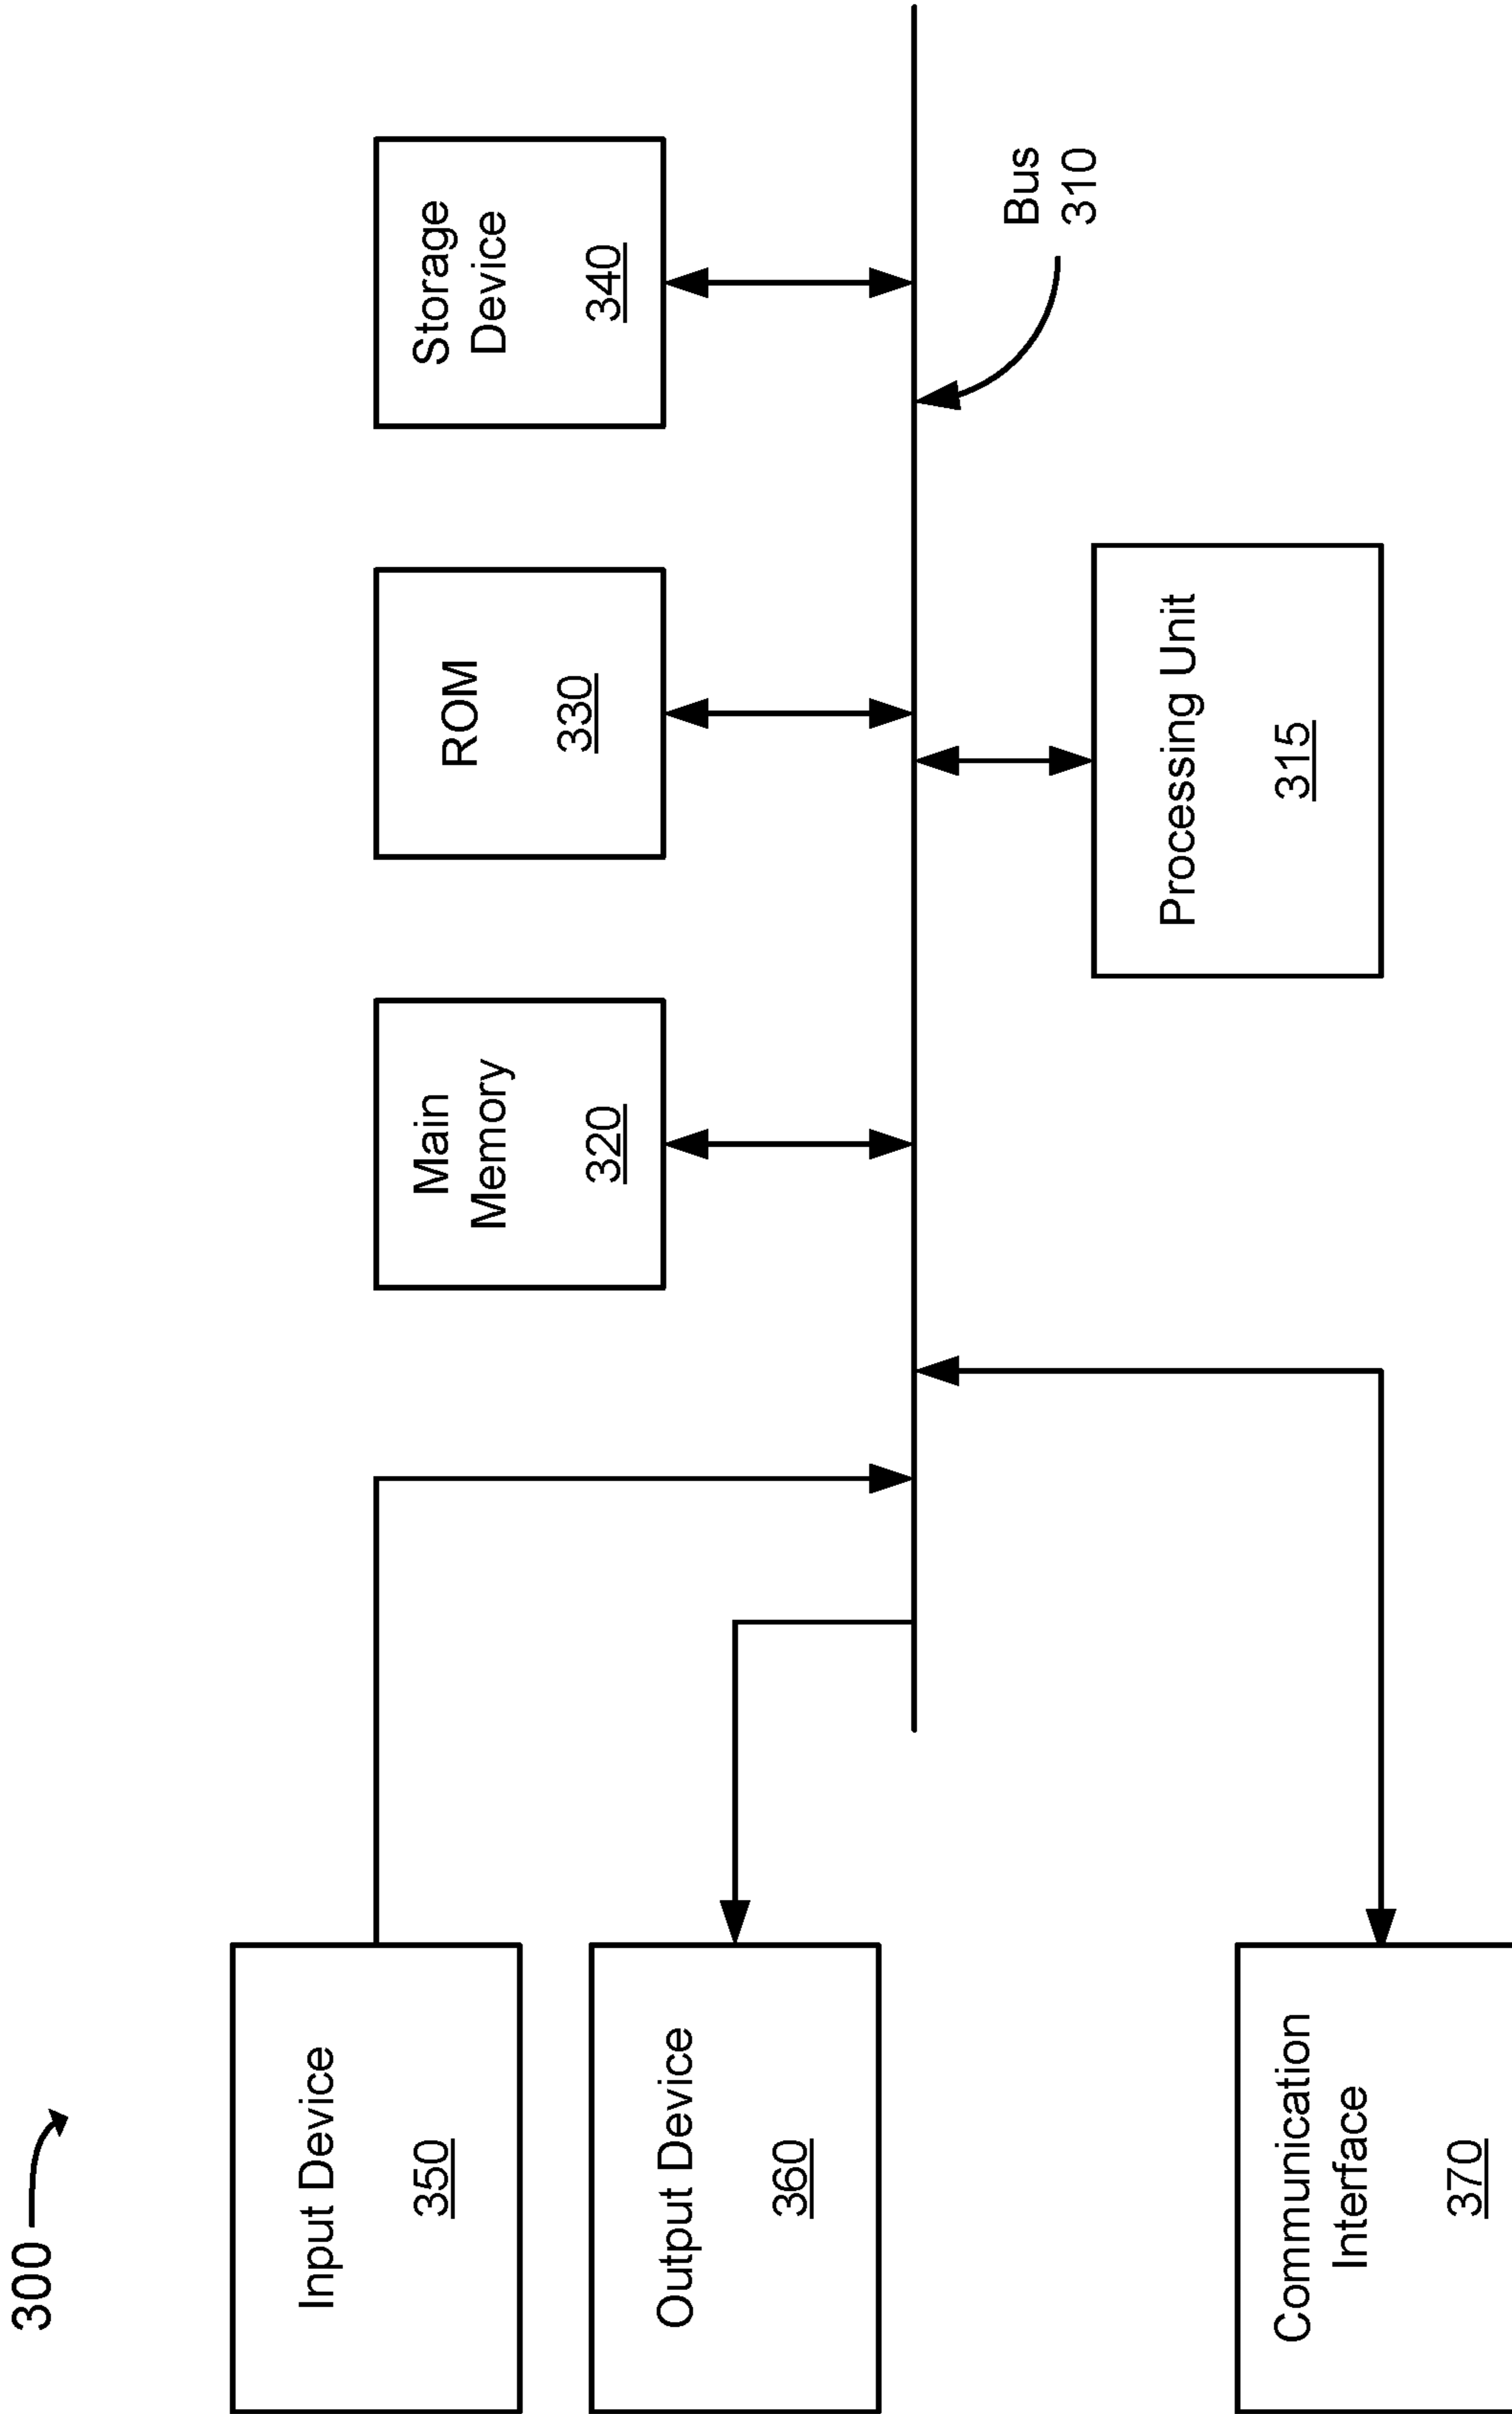 300
Input Device
350
Output Device
360
Communication
Interface
370
Main
Memory
320
ROM
330
Storage
Device
340
Processing Unit
315
Bus
310